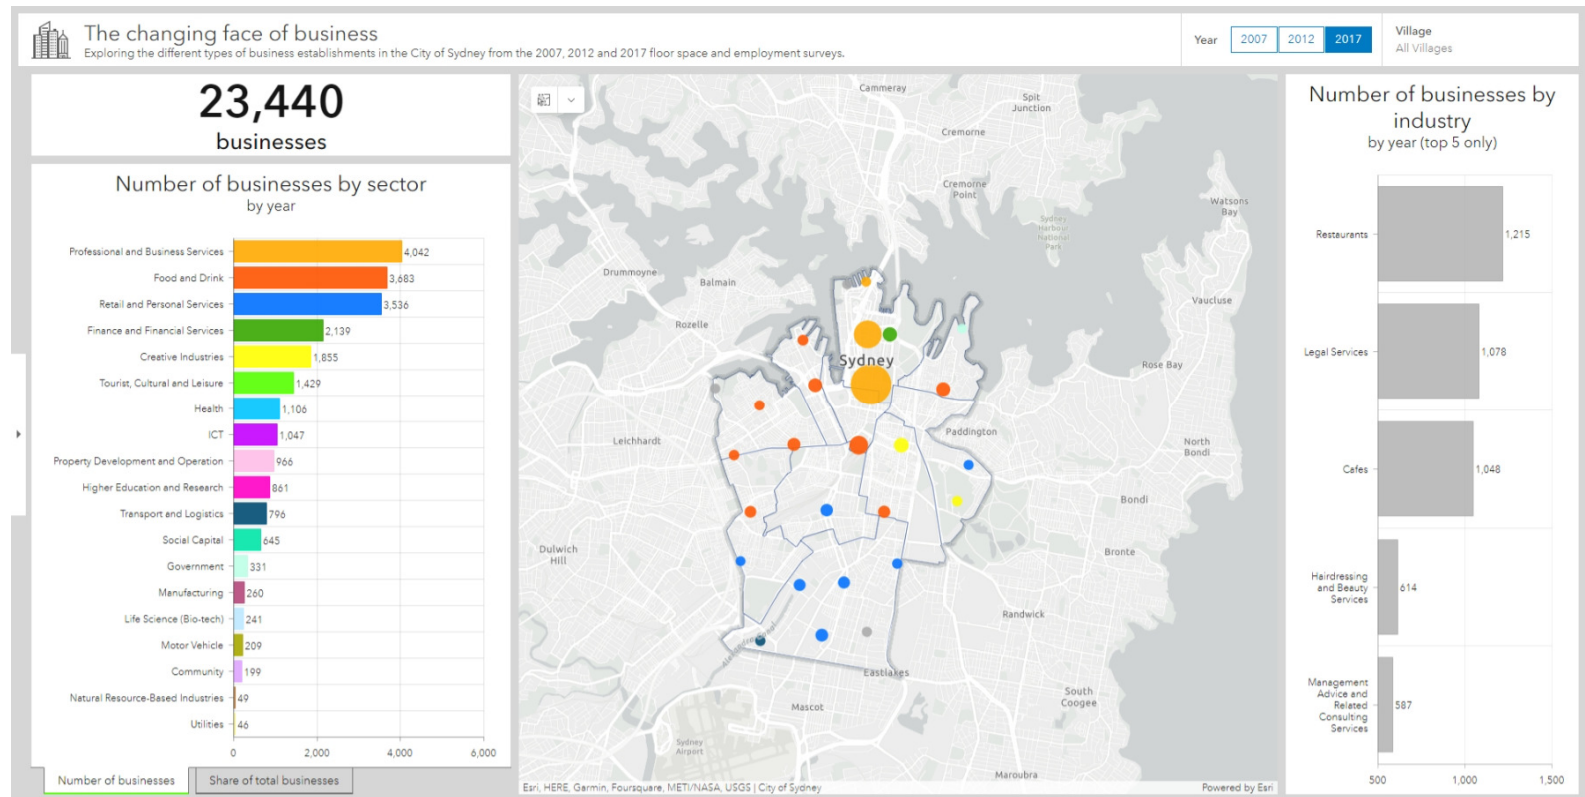 The changing face of business
Exploring the different types of business establishments in the City of Sydney from the 2007, 2012 and 2017 floor space and employment surveys.
Year
2007
2012
2017
Village
All Villages
23,440
businesses
Number of businesses by sector
by year
Professional and Business Services
4,042
Food and Drink
3,683
Retail and Personal Services
3,536
Finance and Financial Services
2,139
Creative Industries
1,855
Tourist, Cultural and Leisure
1,429
Health
1,106
ICT
1,047
Property Development and Operation
966
Higher Education and Research
861
Transport and Logistics
796
Social Capital
645
Government
331
Manufacturing
260
Life Science (Bio-tech)
241
Motor Vehicle
209
Community
199
Natural Resource-Based Industries
49
Utilities
46
0
2,000
4,000
6,000
Number of businesses
Share of total businesses
Cammeray
Spit
Junction
Cremorne
Cremorne
Point
Watsons
Bay
Sydney
Harbour
National
Park
Drummoyne
Balmain
Vaucluse
Rozelle
Sydney
Rose Bay
Leichhardt
Paddington
North
Bondi
Bondi
Dulwich
Hill
Bronte
Randwick
Alexandra Canal
Eastlakes
Mascot
South
Coogee
Sydney
Airport
Maroubra
Esri, HERE, Garmin, Foursquare, METI/NASA, USGS | City of Sydney
Powered by Esri
Number of businesses by
industry
by year (top 5 only)
Restaurants
1,215
Legal Services
1,078
Cafes
1,048
Hairdressing
and Beauty
Services
614
Management
Advice and
Related
Consulting
Services
587
500
1,000
1,500